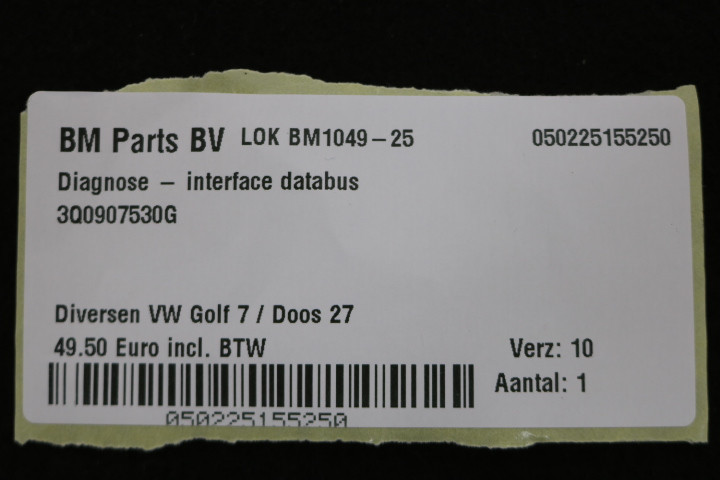 BM Parts BV LOK BM1049-25 050225155250
Diagnose - interface databus
3Q0907530G
Diversen VW Golf 7 / Doos 27
49.50 Euro incl. BTW Verz: 10
Aantal: 1
050225155250